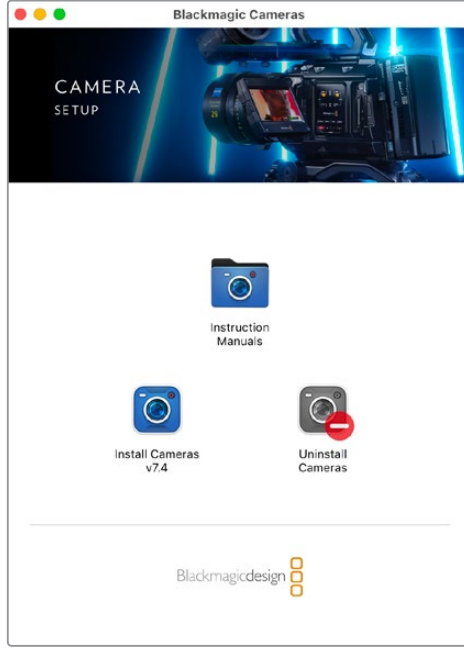 Blackmagic Cameras
CAMERA
SETUP
Instruction
Manuals
Install Cameras
v7.4
Uninstall
Cameras
Blackmagicdesign